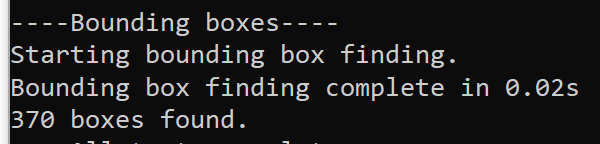 ----Bounding boxes----
Starting bounding box finding.
Bounding box finding complete in 0.02s
370 boxes found.